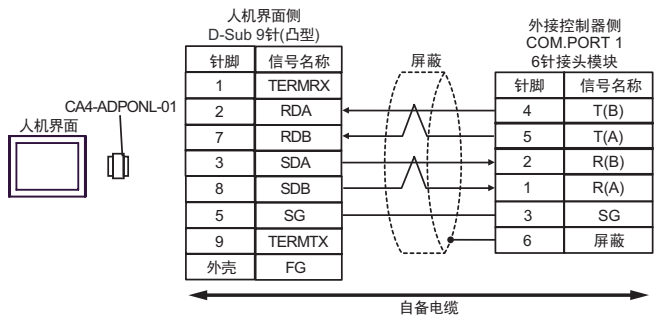 人机界面侧
D-Sub 9针(凸型)
外接控制器侧
COM.PORT 1
6针接头模块
CA4-ADPONL-01
人机界面
屏蔽
针脚 信号名称
1 TERMRX
2 RDA
7 RDB
3 SDA
8 SDB
5 SG
9 TERMTX
外壳 FG
针脚 信号名称
4 T(B)
5 T(A)
2 R(B)
1 R(A)
3 SG
6 屏蔽
自备电缆